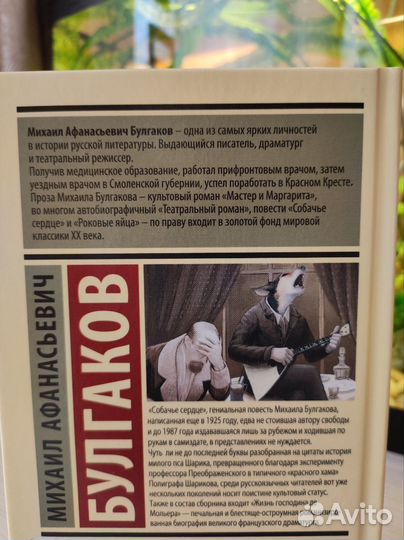 Михаил Афанасьевич Булгаков – одна из самых ярких личностей
в истории русской литературы. Выдающийся писатель, драматург
и театральный режиссер.
Получив медицинское образование, работал прифронтовым врачом, затем
уездным врачом в Смоленской губернии, успел поработать в Красном Кресте.
Проза Михаила Булгакова – культовый роман «Мастер и Маргарита»,
во многом автобиографичный «Театральный роман», повести «Собачье
сердце» и «Роковые яйца» – по праву входит в золотой фонд мировой
классики XX века.
МИХАИЛ АФАНАСЬЕВИЧ
БУЛГАКОВ
«Собачье сердце», гениальная повесть Михаила Булгакова,
написанная еще в 1925 году, едва не стоившая автору свободы
и до 1987 года издававшаяся лишь за рубежом и ходившая по
рукам в самиздате, в представлениях не нуждается.
Чуть ли не до последней буквы разобранная на цитаты история
милого пса Шарика, превращенного благодаря эксперименту
профессора Преображенского в типичного «красного хама»
Полиграфа Шарикова, среди русскоязычных читателей вот уже
нескольких поколений носит поистине культовый статус.
Также в состав сборника входит «Жизнь господина де
Мольера» – печальная и блестяще-остроумная
ванная биография великого французского драматурга.
Avito